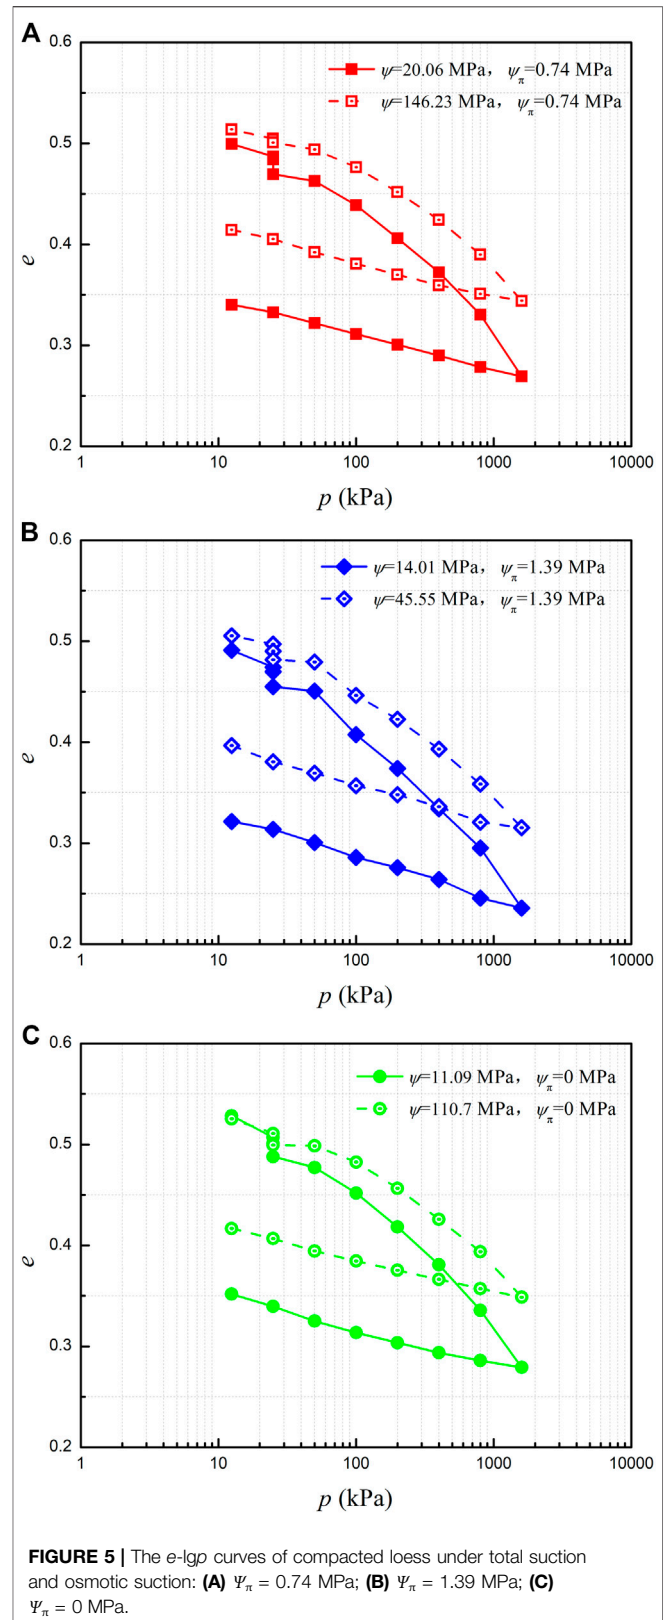 A
0.6
0.5
0.4
0.3
0.2
e
ψ=20.06 MPa, ψπ=0.74 MPa
ψ=146.23 MPa, ψπ=0.74 MPa
1 10 100 1000 10000
p (kPa)
B
0.6
0.5
0.4
0.3
0.2
e
ψ=14.01 MPa, ψπ=1.39 MPa
ψ=45.55 MPa, ψπ=1.39 MPa
1 10 100 1000 10000
p (kPa)
C
0.6
0.5
0.4
0.3
0.2
e
ψ=11.09 MPa, ψπ=0 MPa
ψ=110.7 MPa, ψπ=0 MPa
1 10 100 1000 10000
p (kPa)
FIGURE 5 | The e-lgp curves of compacted loess under total suction
and osmotic suction: (A) Ψπ = 0.74 MPa; (B) Ψπ = 1.39 MPa; (C)
Ψπ = 0 MPa.